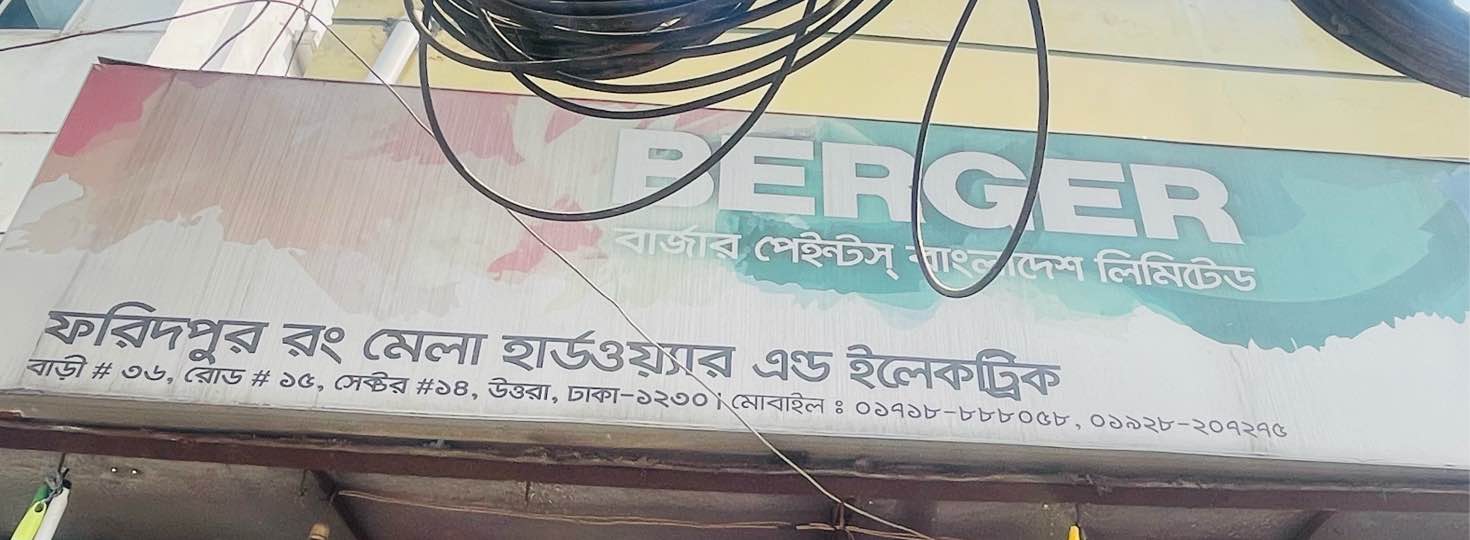 BERGER
বার্জার পেইন্টস্ বাংলাদেশ লিমিটেড
ফরিদপুর রং মেলা হার্ডওয়্যার এণ্ড ইলেকট্রিক
বাড়ী # ৩৬, রোড # ১৫, সেক্টর #১৪, উত্তরা, ঢাকা-১২৩০। মোবাইল ঃ ০১৭১৮-৮৮৮০৫৮, ০১৯২৮-২০৭২৭৫